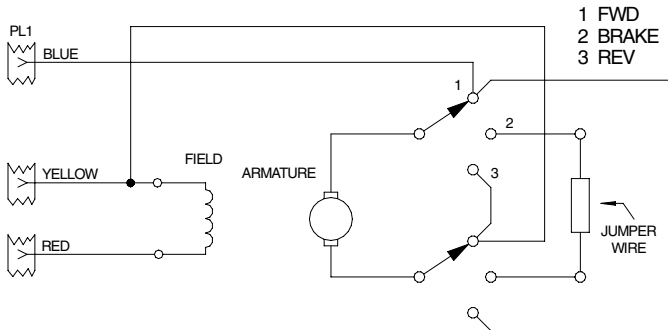 1 FWD
2 BRAKE
3 REV
PL1
BLUE
1
2
YELLOW
FIELD
ARMATURE
3
RED
JUMPER
WIRE